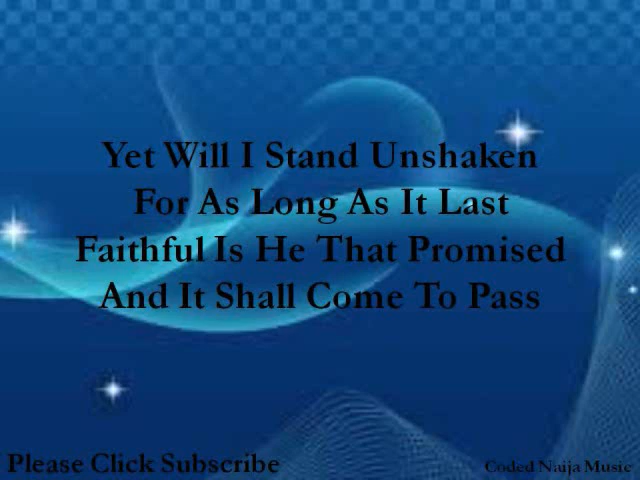 Yet Will I Stand Unshaken
For As Long As It Last
Faithful Is He That Promised
And It Shall Come To Pass
Please Click Subscribe
Coded Naija Music